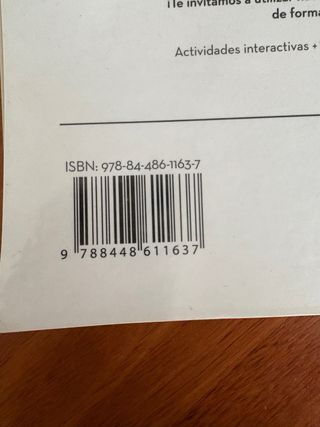 ¡Te invitamos a utilizar
de forma
Actividades interactivas +
ISBN: 978-84-486-1163-7
9 788448 611637